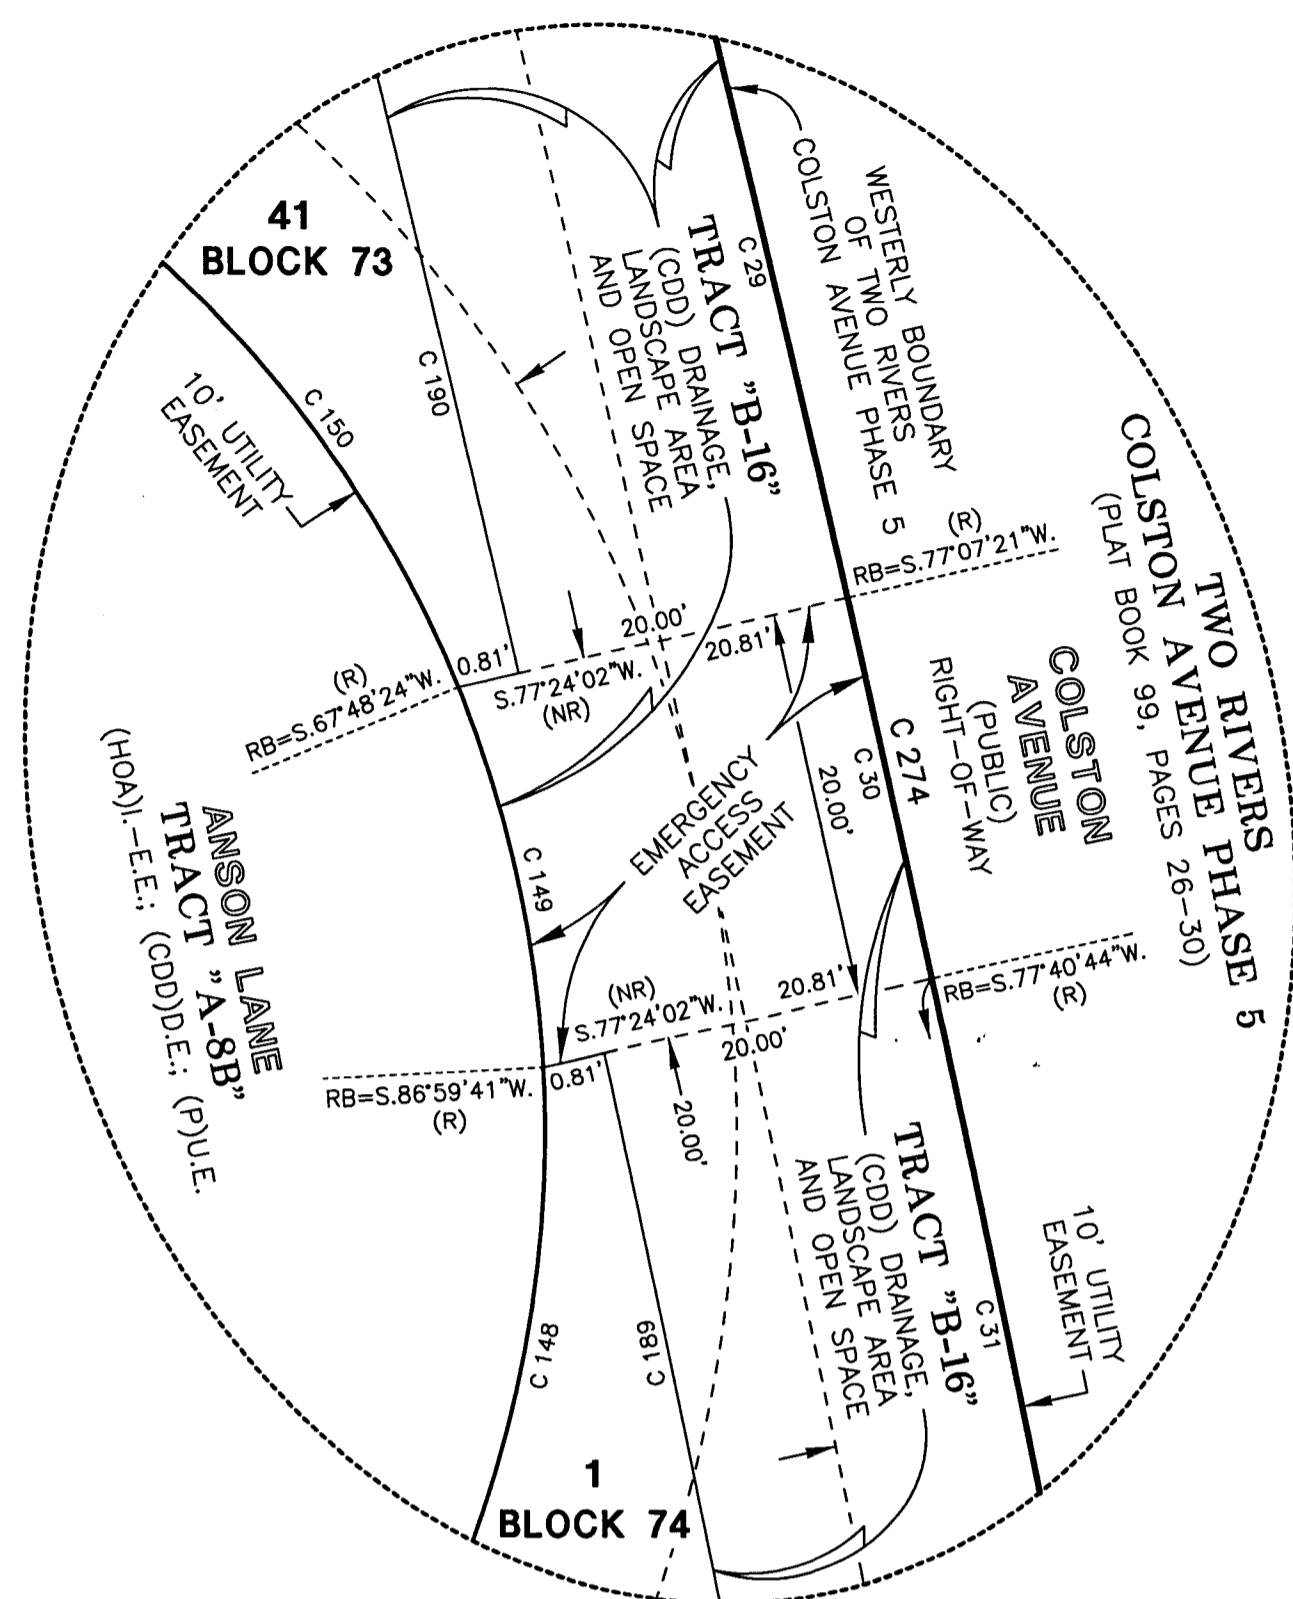 41
BLOCK 73
C 190
C 150
10' UTILITY
EASEMENT
TRACT "B-16"
(CDD) DRAINAGE,
LANDSCAPE AREA
AND OPEN SPACE
C 29
WESTERLY BOUNDARY
OF TWO RIVERS
COLSTON AVENUE PHASE 5
TWO RIVERS
COLSTON AVENUE PHASE 5
(PLAT BOOK 99, PAGES 26-30)
(R)
RB=S.77°07'21"W.
COLSTON
AVENUE
(PUBLIC)
RIGHT-OF-WAY
20.00'
20.81'
0.81'
S.77°24'02"W.
(NR)
(R)
RB=S.67°48'24"W.
C 274
C 30
20.00'
EMERGENCY
ACCESS
EASEMENT
C 149
ANSON LANE
TRACT "A-8B"
(HOA)I.-E.E.; (CDD)D.E.; (P)U.E.
(NR)
S.77°24'02"W.
20.81'
20.00'
0.81'
RB=S.77°40'44"W.
(R)
RB=S.86°59'41"W.
(R)
20.00'
TRACT "B-16"
(CDD) DRAINAGE,
LANDSCAPE AREA
AND OPEN SPACE
C 31
10' UTILITY
EASEMENT
C 148
C 189
1
BLOCK 74